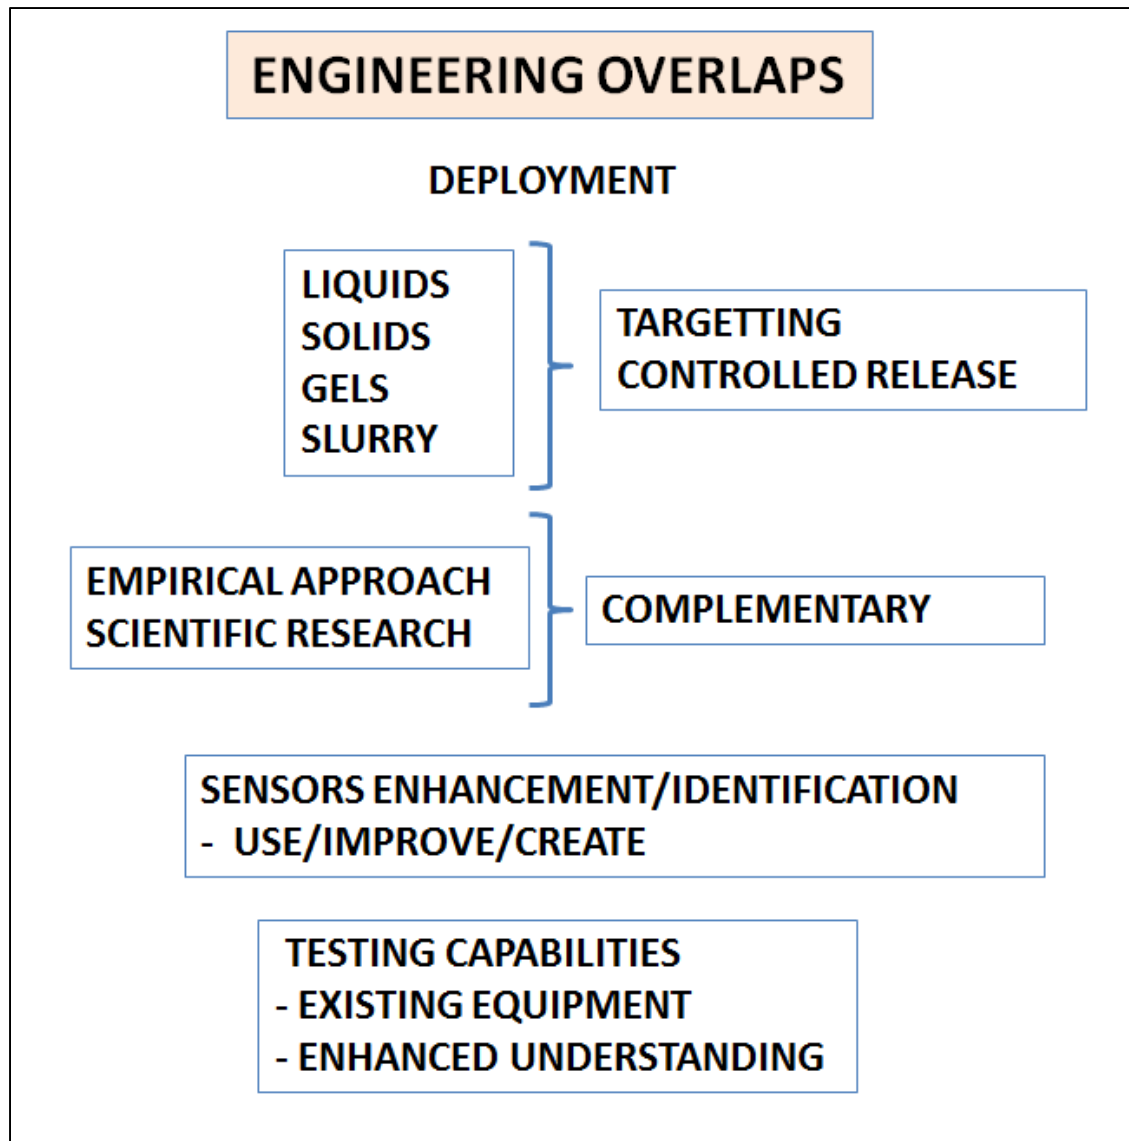 ENGINEERING OVERLAPS
DEPLOYMENT
LIQUIDS
SOLIDS
GELS
SLURRY
TARGETTING
CONTROLLED RELEASE
EMPIRICAL APPROACH
SCIENTIFIC RESEARCH
COMPLEMENTARY
SENSORS ENHANCEMENT/IDENTIFICATION
- USE/IMPROVE/CREATE
TESTING CAPABILITIES
- EXISTING EQUIPMENT
- ENHANCED UNDERSTANDING